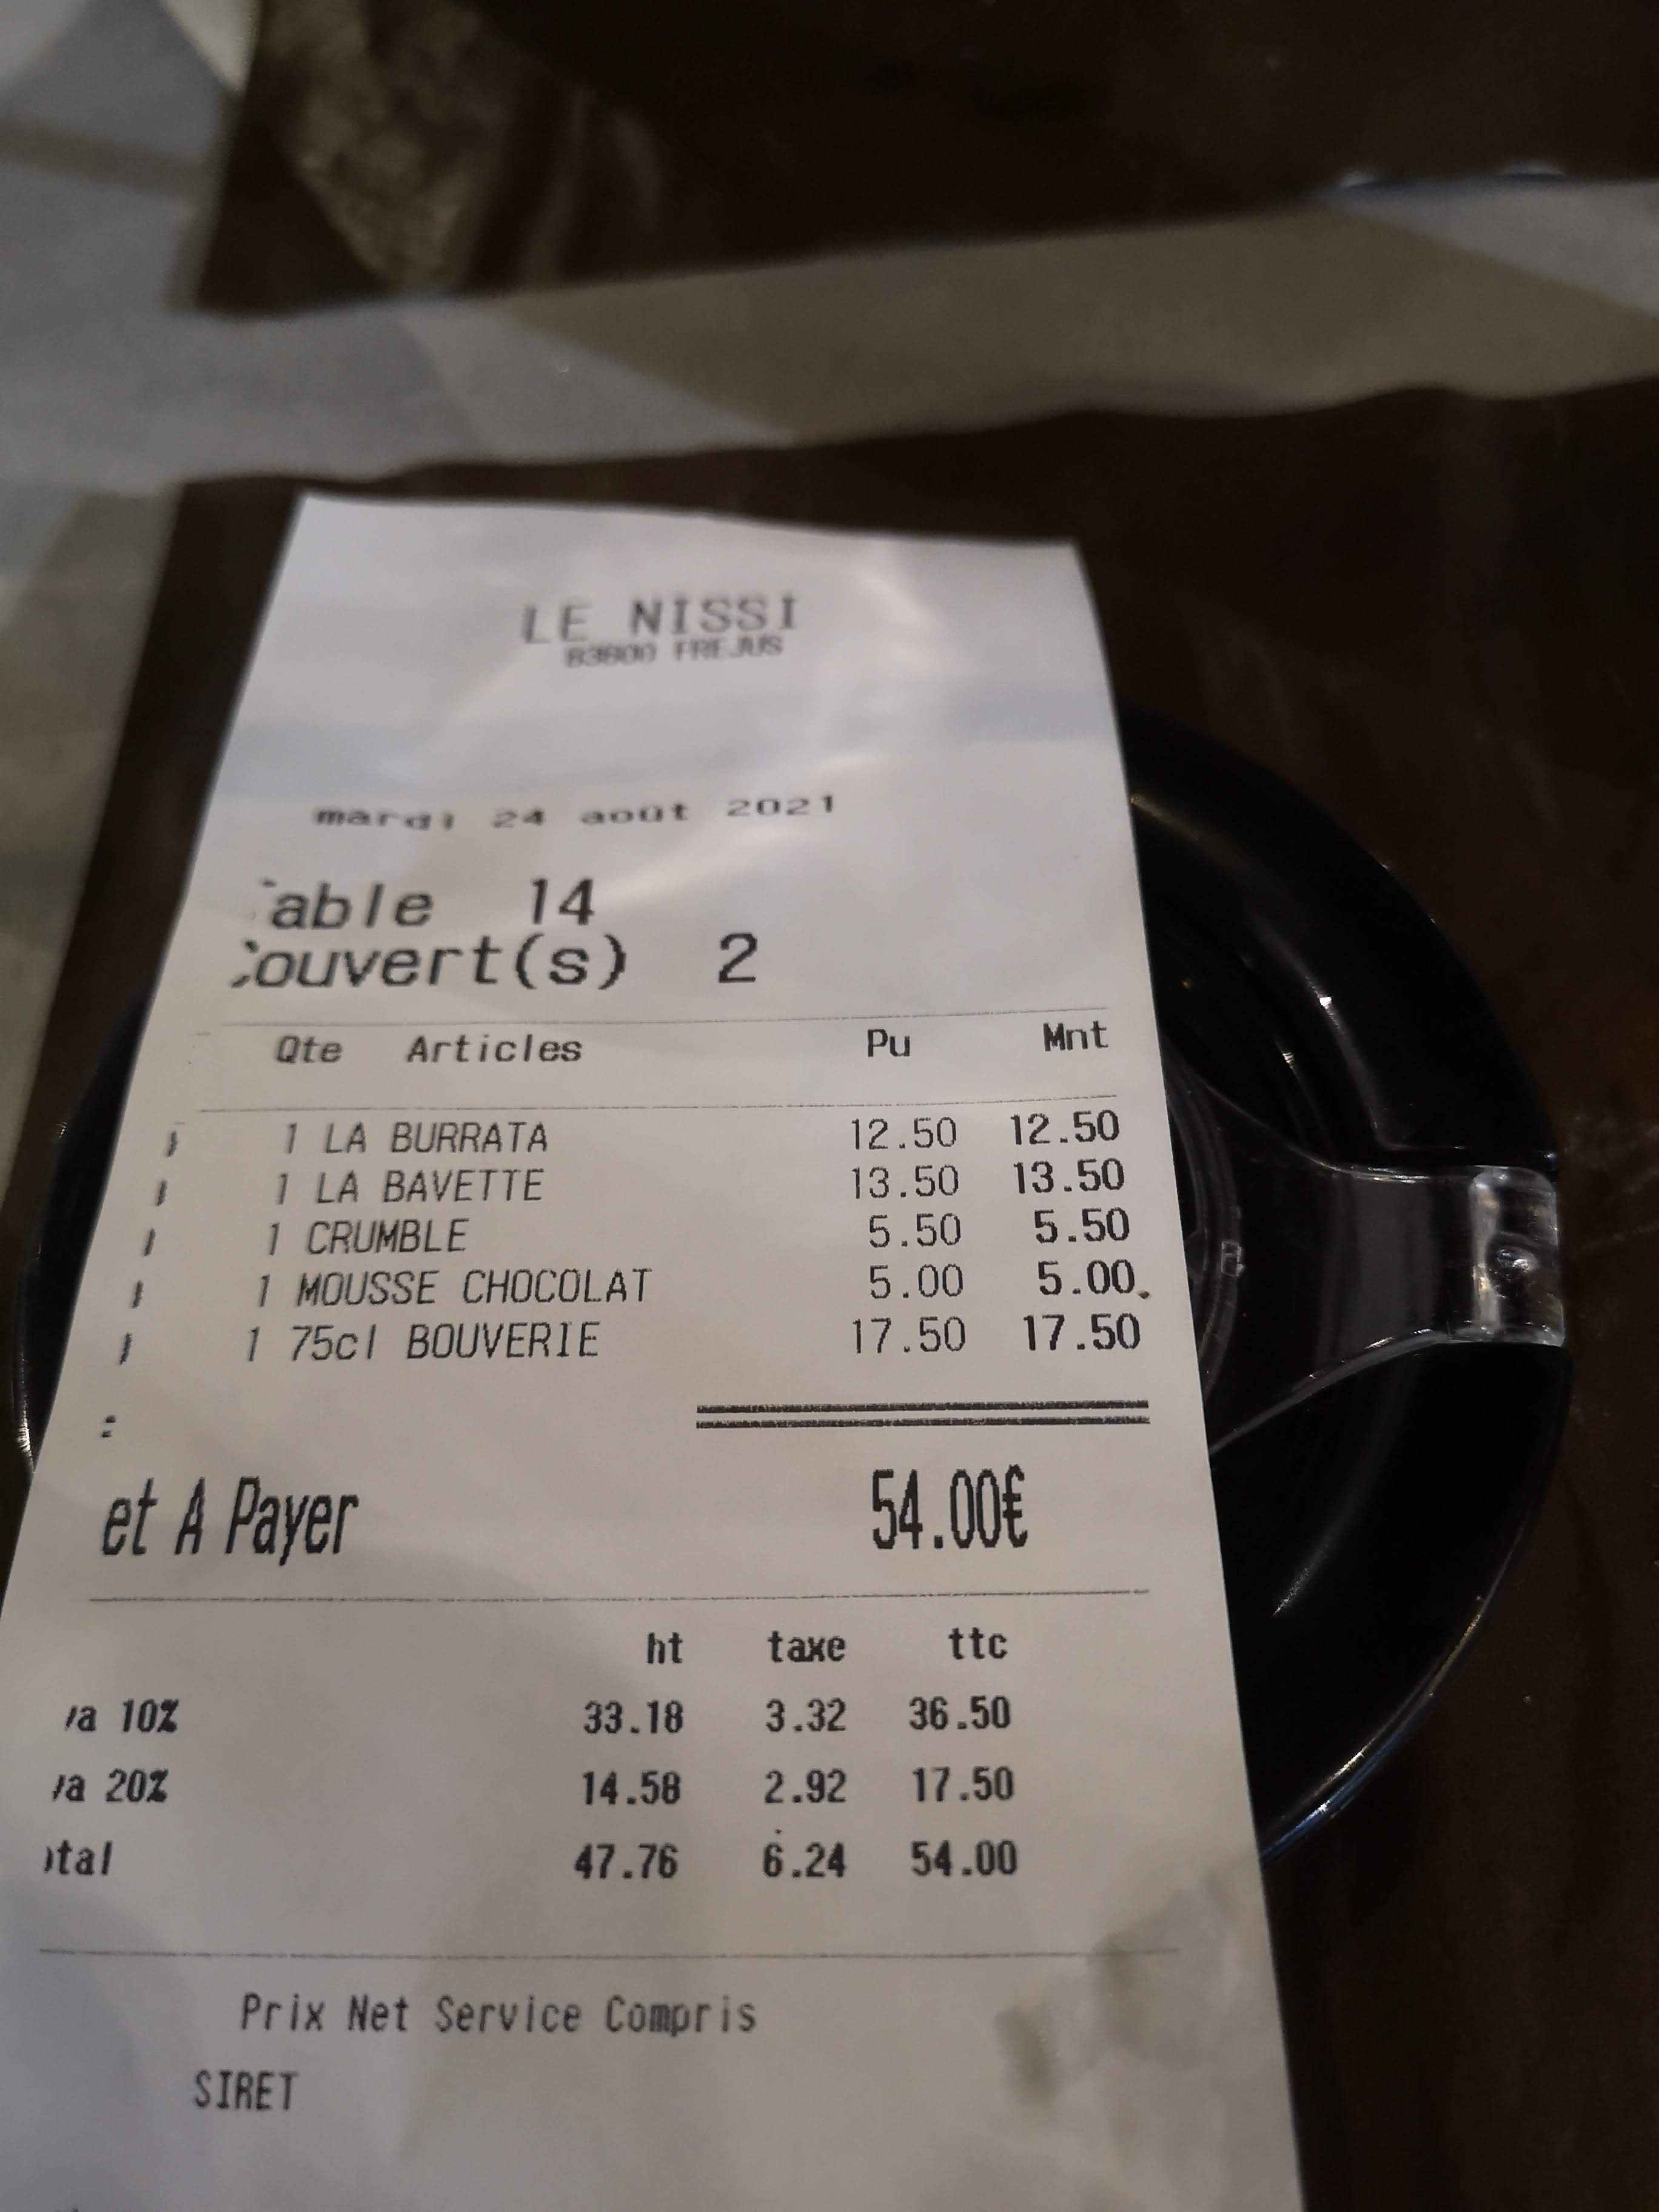 LE NISSI
83600 FREJUS
mardi 24 août 2021
able 14
ouvert(s) 2
Qte Articles Pu Mnt
1 LA BURRATA 12.50 12.50
1 LA BAVETTE 13.50 13.50
1 CRUMBLE 5.50 5.50
1 MOUSSE CHOCOLAT 5.00 5.00
1 75cl BOUVERIE 17.50 17.50
et A Payer 54.00€
ht taxe ttc
va 10% 33.18 3.32 36.50
va 20% 14.58 2.92 17.50
otal 47.76 6.24 54.00
Prix Net Service Compris
SIRET